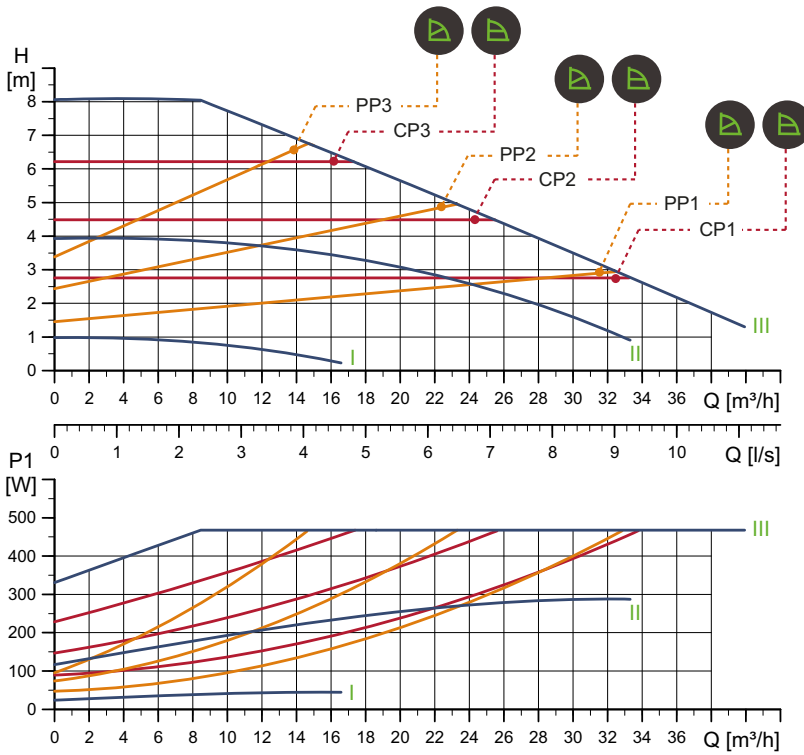 H
[m]
8
7
6
5
4
3
2
1
0
PP3
CP3
PP2
CP2
PP1
CP1
I
II
III
0 2 4 6 8 10 12 14 16 18 20 22 24 26 28 30 32 34 36 Q [m³/h]
0 1 2 3 4 5 6 7 8 9 10 Q [l/s]
P1
[W]
500
400
300
200
100
0
III
II
I
0 2 4 6 8 10 12 14 16 18 20 22 24 26 28 30 32 34 36 Q [m³/h]